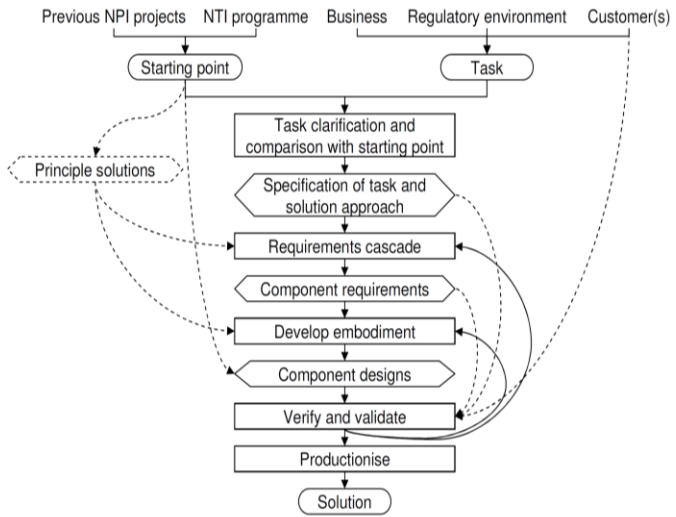 Previous NPI projects NTI programme Business Regulatory environment Customer(s)
Starting point Task
Task clarification and
comparison with starting point
Principle solutions
Specification of task and
solution approach
Requirements cascade
Component requirements
Develop embodiment
Component designs
Verify and validate
Productionise
Solution